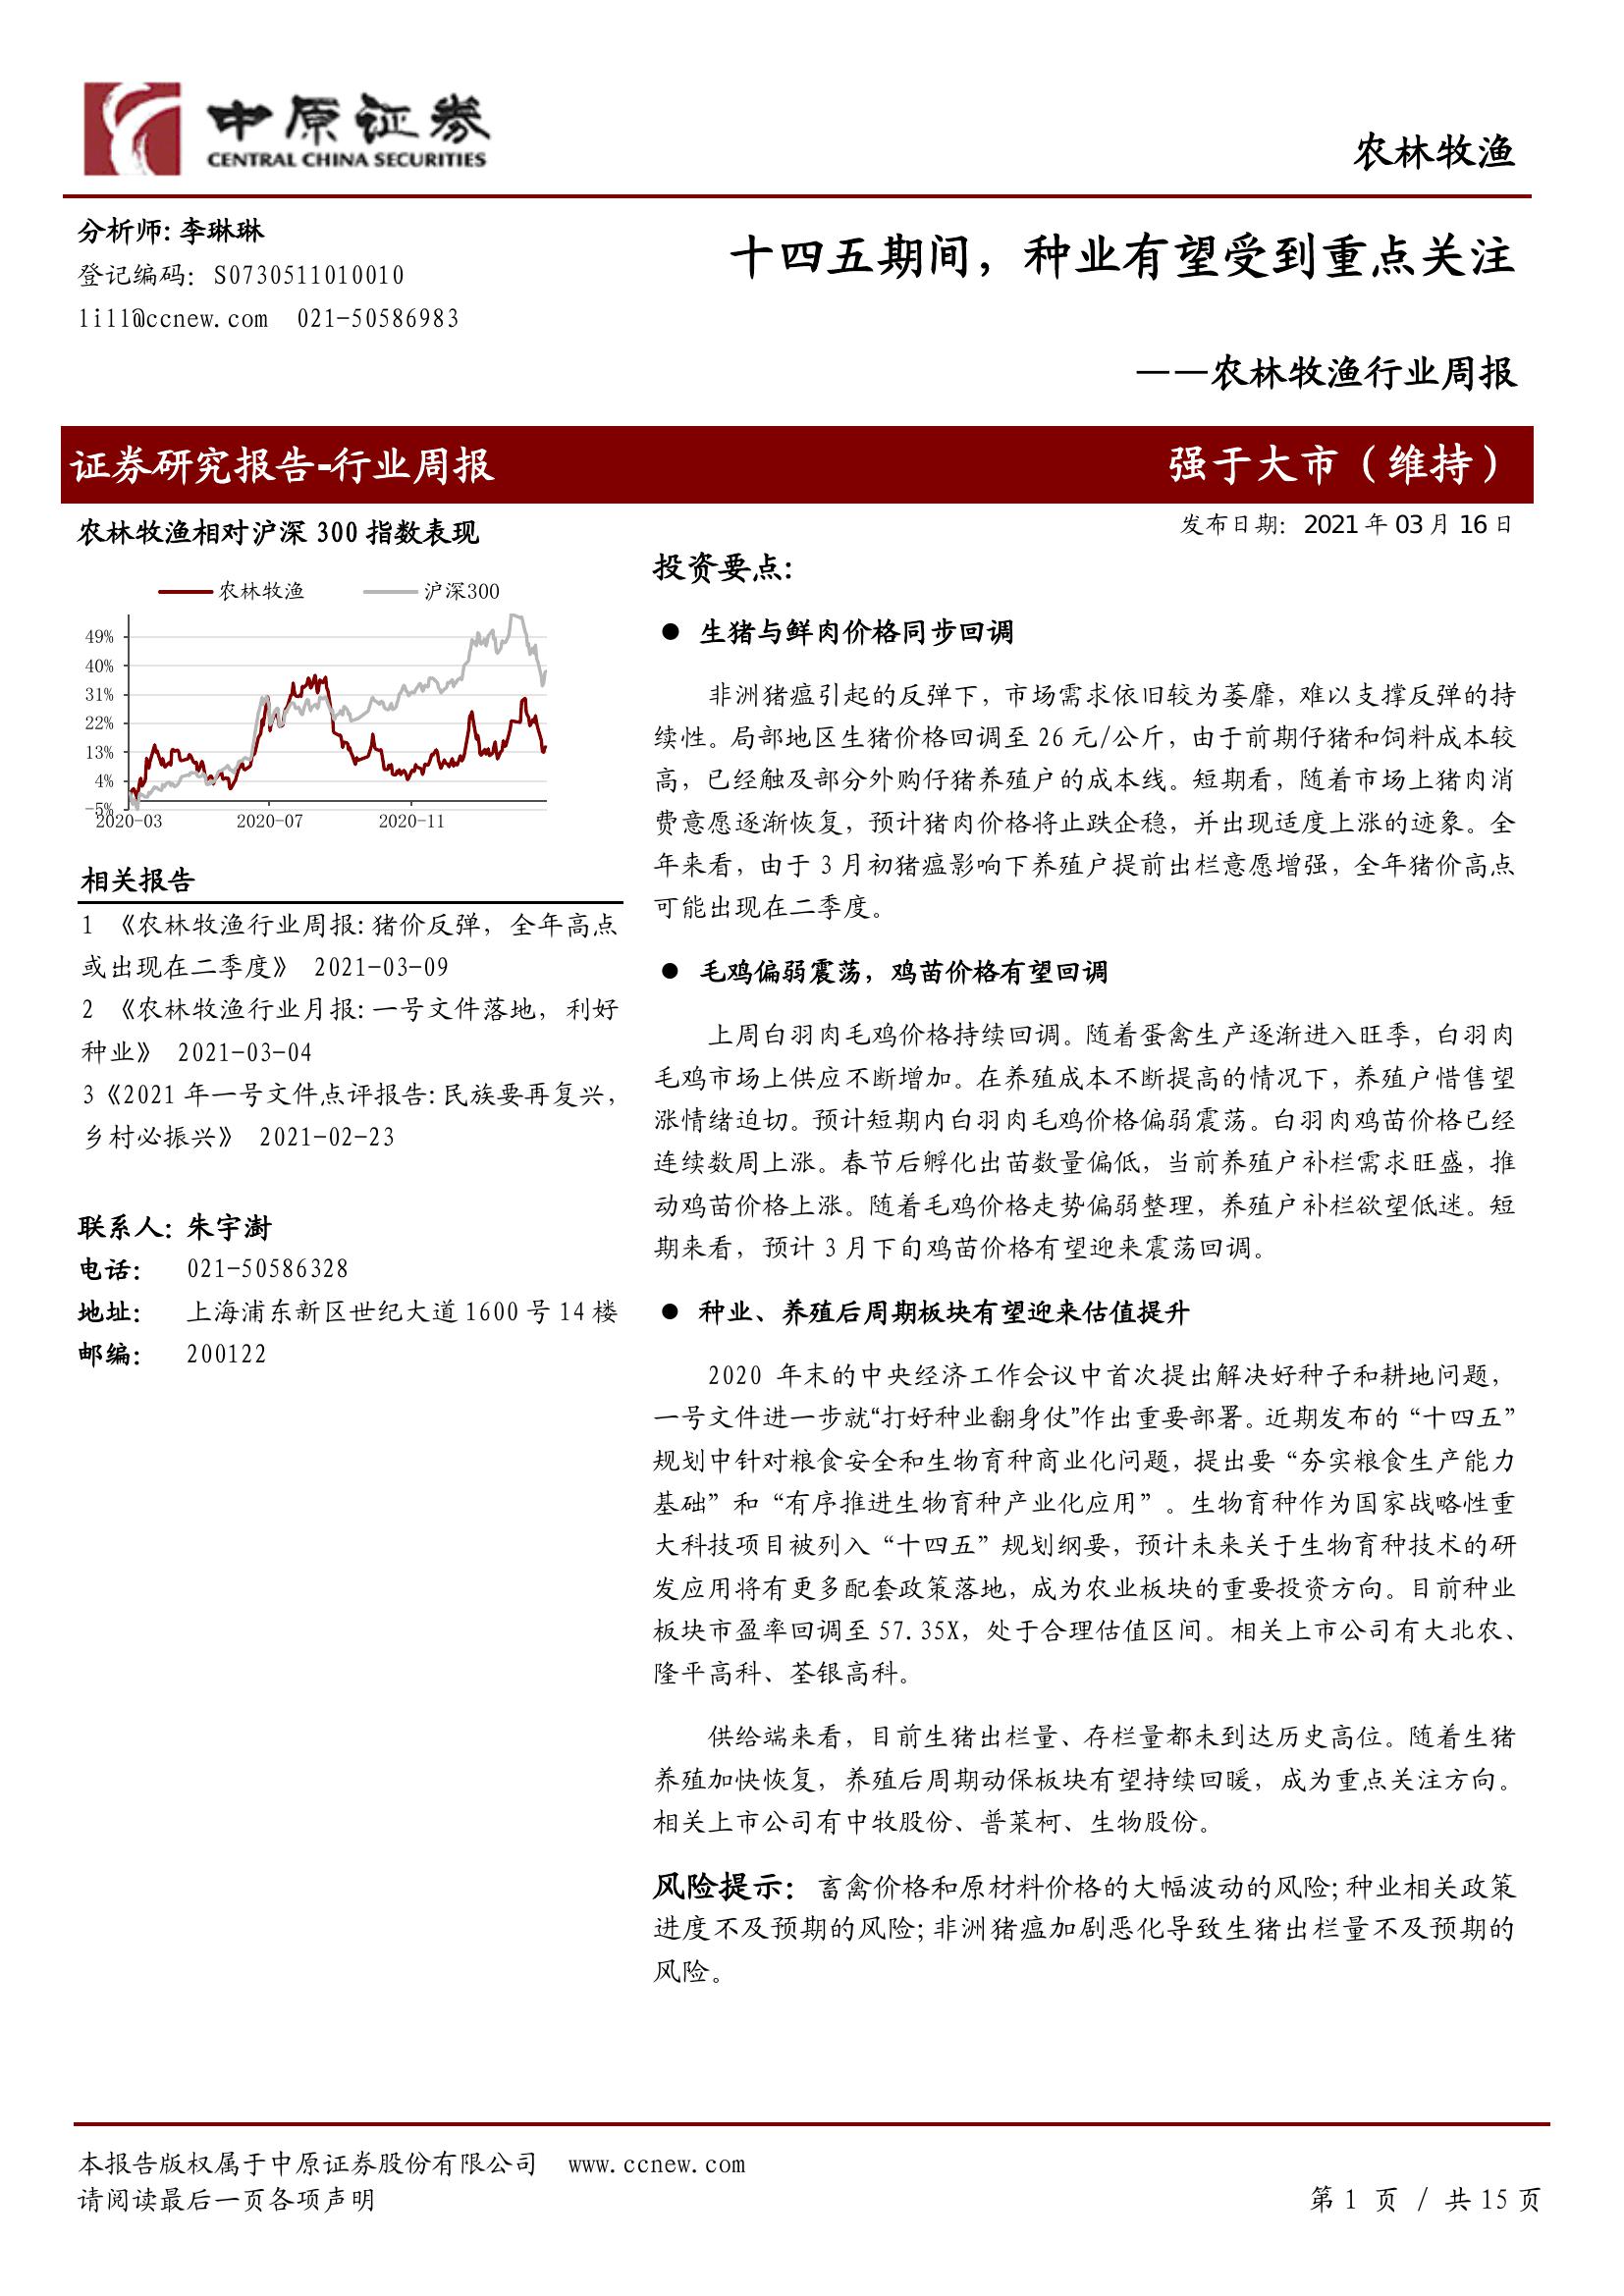 中原证券
CENTRAL CHINA SECURITIES
农林牧渔
分析师:李琳琳
登记编码：S0730511010010
lill@ccnew.com 021-50586983
十四五期间，种业有望受到重点关注
——农林牧渔行业周报
证券研究报告-行业周报
强于大市（维持）
农林牧渔相对沪深 300 指数表现
农林牧渔
沪深300
49%
40%
31%
22%
13%
4%
-5%
2020-03
2020-07
2020-11
相关报告
1 《农林牧渔行业周报:猪价反弹，全年高点
或出现在二季度》 2021-03-09
2 《农林牧渔行业月报:一号文件落地，利好
种业》 2021-03-04
3《2021 年一号文件点评报告:民族要再复兴，
乡村必振兴》 2021-02-23
联系人：朱宇澍
电话： 021-50586328
地址： 上海浦东新区世纪大道 1600 号 14 楼
邮编： 200122
发布日期：2021 年 03 月 16 日
投资要点:
● 生猪与鲜肉价格同步回调
非洲猪瘟引起的反弹下，市场需求依旧较为萎靡，难以支撑反弹的持
续性。局部地区生猪价格回调至 26 元/公斤，由于前期仔猪和饲料成本较
高，已经触及部分外购仔猪养殖户的成本线。短期看，随着市场上猪肉消
费意愿逐渐恢复，预计猪肉价格将止跌企稳，并出现适度上涨的迹象。全
年来看，由于 3 月初猪瘟影响下养殖户提前出栏意愿增强，全年猪价高点
可能出现在二季度。
● 毛鸡偏弱震荡，鸡苗价格有望回调
上周白羽肉毛鸡价格持续回调。随着蛋禽生产逐渐进入旺季，白羽肉
毛鸡市场上供应不断增加。在养殖成本不断提高的情况下，养殖户惜售望
涨情绪迫切。预计短期内白羽肉毛鸡价格偏弱震荡。白羽肉鸡苗价格已经
连续数周上涨。春节后孵化出苗数量偏低，当前养殖户补栏需求旺盛，推
动鸡苗价格上涨。随着毛鸡价格走势偏弱整理，养殖户补栏欲望低迷。短
期来看，预计 3 月下旬鸡苗价格有望迎来震荡回调。
● 种业、养殖后周期板块有望迎来估值提升
2020 年末的中央经济工作会议中首次提出解决好种子和耕地问题，
一号文件进一步就“打好种业翻身仗”作出重要部署。近期发布的“十四五”
规划中针对粮食安全和生物育种商业化问题，提出要“夯实粮食生产能力
基础”和“有序推进生物育种产业化应用”。生物育种作为国家战略性重
大科技项目被列入“十四五”规划纲要，预计未来关于生物育种技术的研
发应用将有更多配套政策落地，成为农业板块的重要投资方向。目前种业
板块市盈率回调至 57.35X，处于合理估值区间。相关上市公司有大北农、
隆平高科、荃银高科。
供给端来看，目前生猪出栏量、存栏量都未到达历史高位。随着生猪
养殖加快恢复，养殖后周期动保板块有望持续回暖，成为重点关注方向。
相关上市公司有中牧股份、普莱柯、生物股份。
风险提示：畜禽价格和原材料价格的大幅波动的风险;种业相关政策
进度不及预期的风险;非洲猪瘟加剧恶化导致生猪出栏量不及预期的
风险。
本报告版权属于中原证券股份有限公司 www.ccnew.com
请阅读最后一页各项声明
第 1 页 / 共 15 页